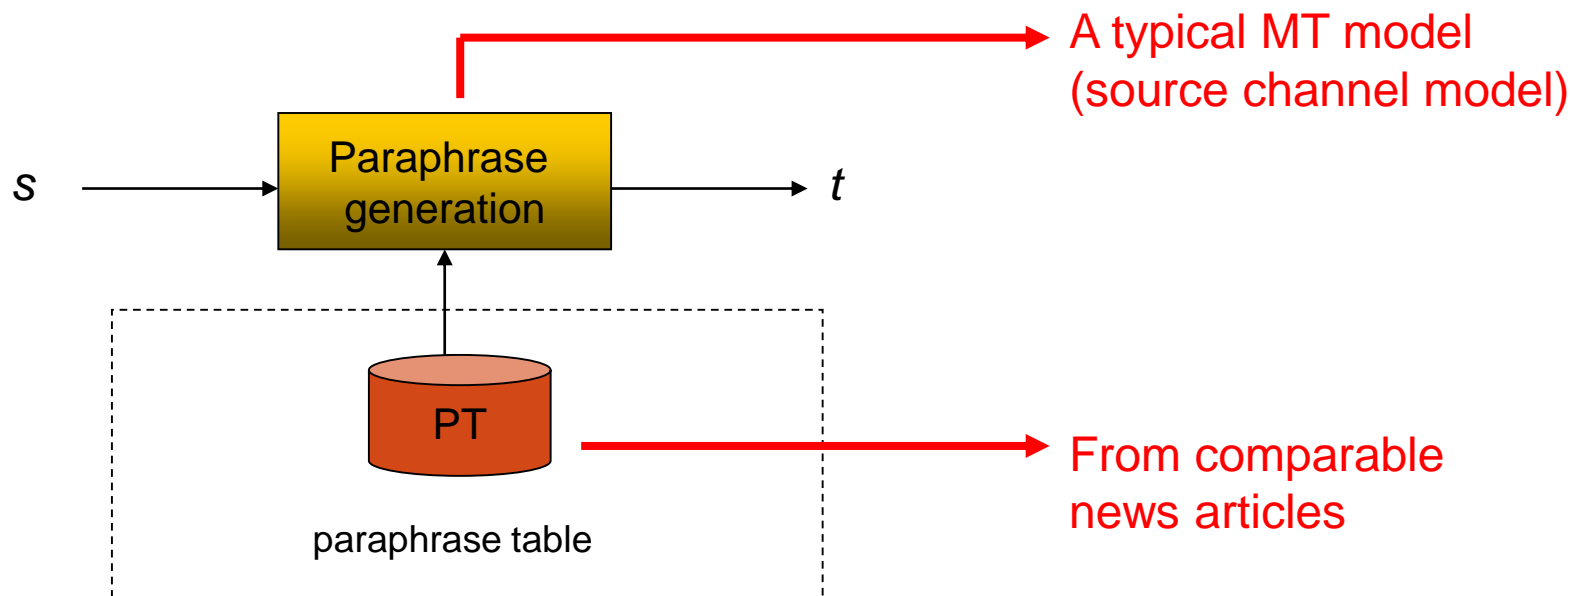 A typical MT model
(source channel model)
Paraphrase
generation
s
t
PT
From comparable
news articles
paraphrase table